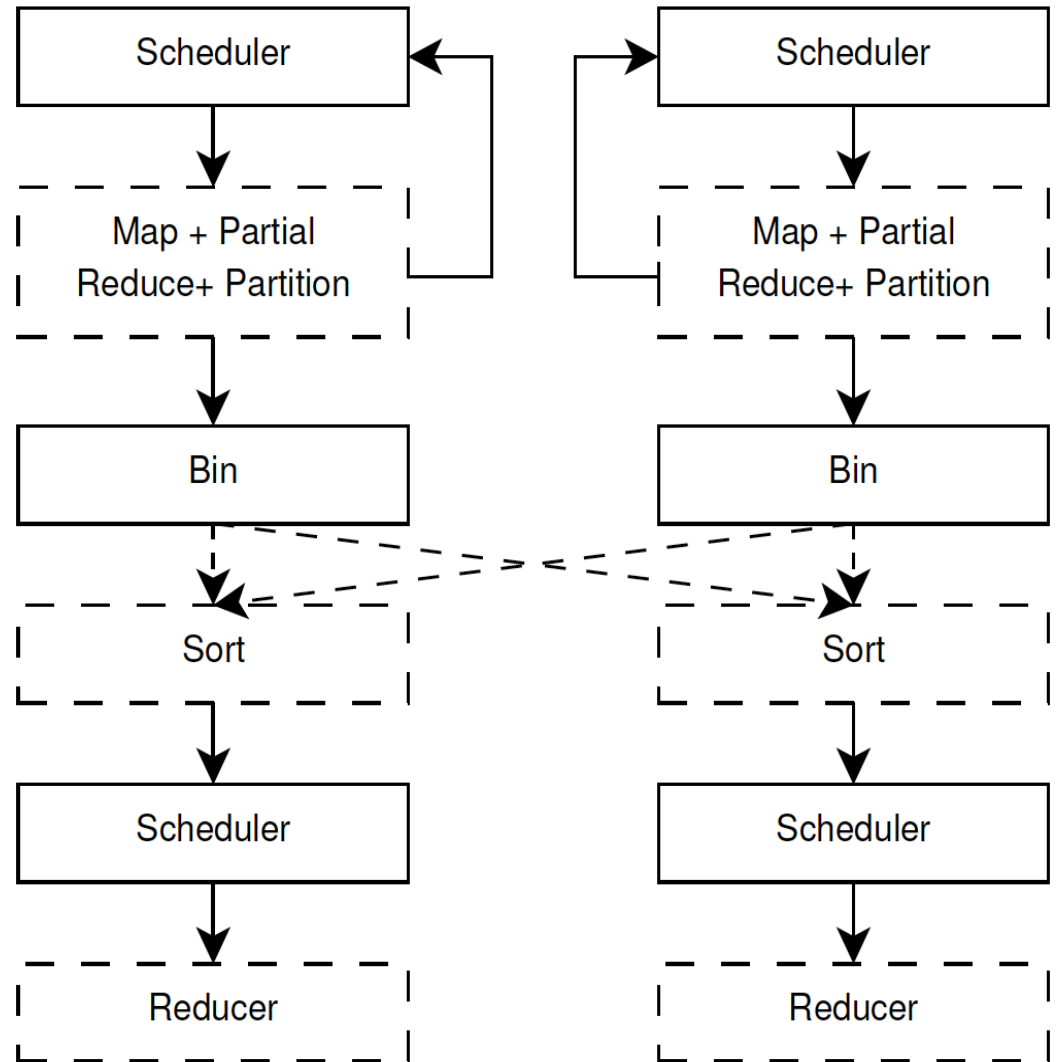 Scheduler
Scheduler
Map + Partial
Reduce+ Partition
Map + Partial
Reduce+ Partition
Bin
Bin
Sort
Sort
Scheduler
Scheduler
Reducer
Reducer